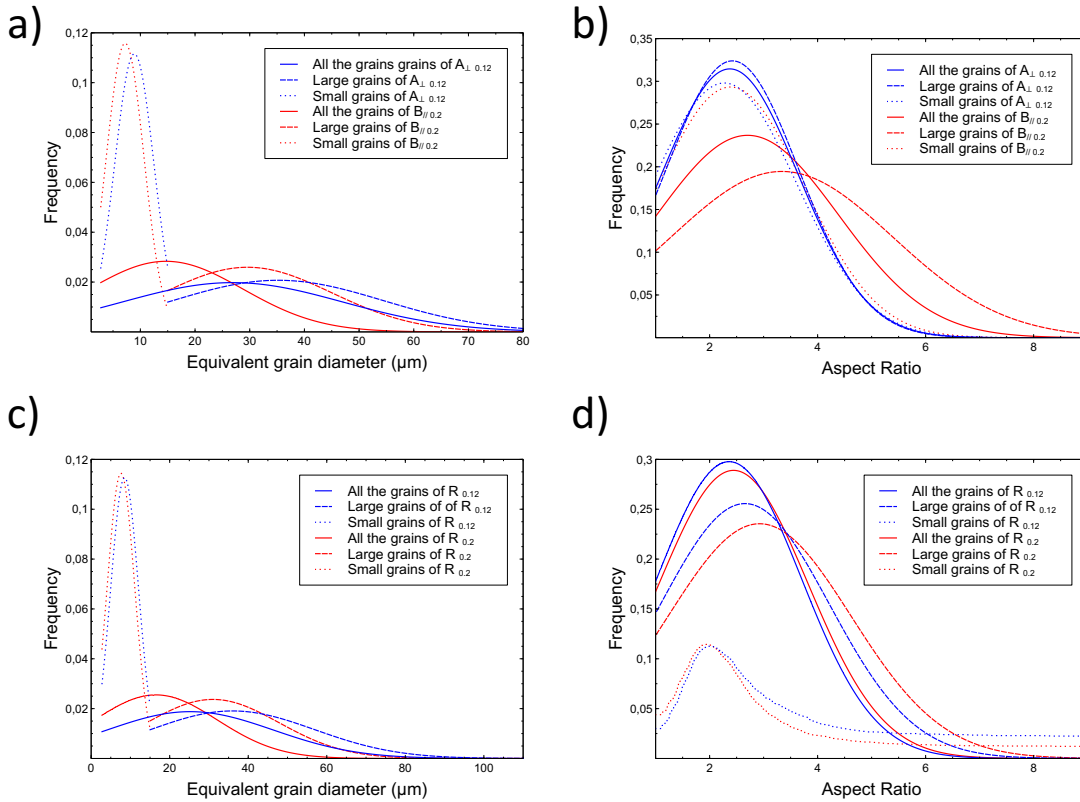 a)
Frequency
0,12
0,1
0,08
0,06
0,04
0,02
10 20 30 40 50 60 70 80
Equivalent grain diameter (µm)
All the grains grains of A⊥ 0.12
Large grains of A⊥ 0.12
Small grains of A⊥ 0.12
All the grains of B// 0.2
Large grains of B// 0.2
Small grains of B// 0.2
b)
Frequency
0,35
0,3
0,25
0,2
0,15
0,1
0,05
2 4 6 8
Aspect Ratio
All the grains of A⊥ 0.12
Large grains of A⊥ 0.12
Small grains of A⊥ 0.12
All the grains of B// 0.2
Large grains of B// 0.2
Small grains of B// 0.2
c)
Frequency
0,12
0,1
0,08
0,06
0,04
0,02
0 20 40 60 80 100
Equivalent grain diameter (µm)
All the grains of R 0.12
Large grains of of R 0.12
Small grains of R 0.12
All the grains of R 0.2
Large grains of R 0.2
Small grains of R 0.2
d)
Frequency
0,3
0,25
0,2
0,15
0,1
0,05
2 4 6 8
Aspect Ratio
All the grains of R 0.12
Large grains of of R 0.12
Small grains of R 0.12
All the grains of R 0.2
Large grains of R 0.2
Small grains of R 0.2